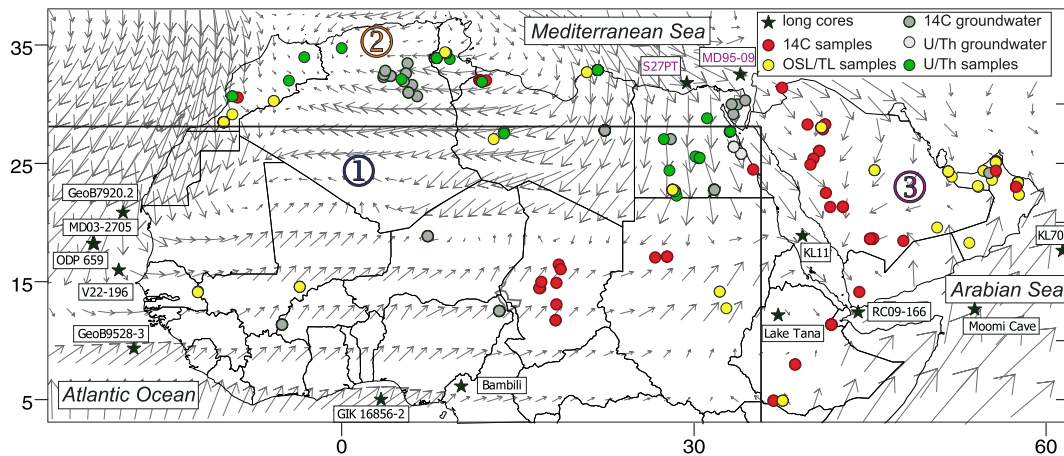 Mediterranean Sea
long cores
14C groundwater
14C samples
U/Th groundwater
OSL/TL samples
U/Th samples
35
25
15
5
2
S27PT
MD95-09
1
3
GeoB7920.2
MD03-2705
ODP 659
V22-196
GeoB9528-3
KL11
KL70
Arabian Sea
RC09-166
Lake Tana
Moomi Cave
Atlantic Ocean
Bambili
GIK 16856-2
0
30
60